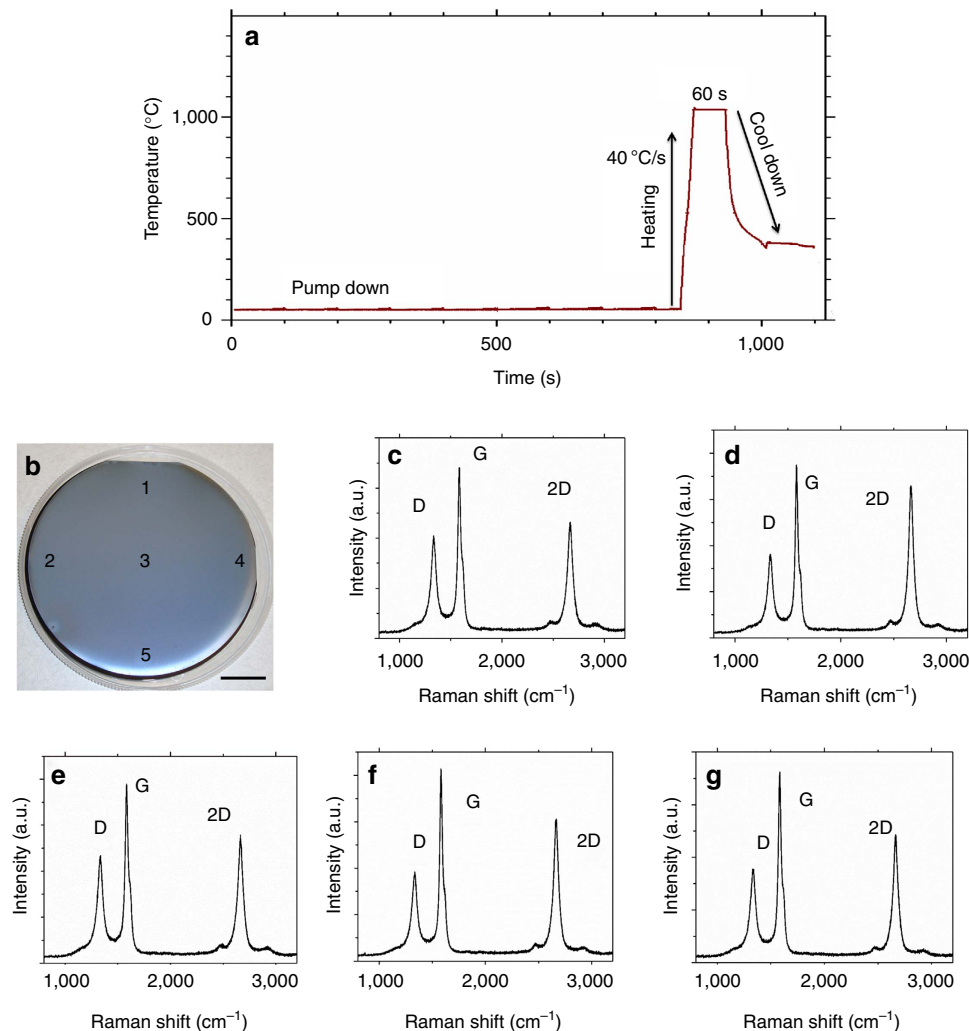 a
Temperature (°C)
1,000
500
0
60 s
40 °C/s
Heating
Cool down
Pump down
0
500
1,000
Time (s)
b
1
2
3
4
5
c
D
G
2D
Intensity (a.u.)
1,000
2,000
3,000
Raman shift (cm⁻¹)
d
D
G
2D
Intensity (a.u.)
1,000
2,000
3,000
Raman shift (cm⁻¹)
e
D
G
2D
Intensity (a.u.)
1,000
2,000
3,000
Raman shift (cm⁻¹)
f
D
G
2D
Intensity (a.u.)
1,000
2,000
3,000
Raman shift (cm⁻¹)
g
D
G
2D
Intensity (a.u.)
1,000
2,000
3,000
Raman shift (cm⁻¹)